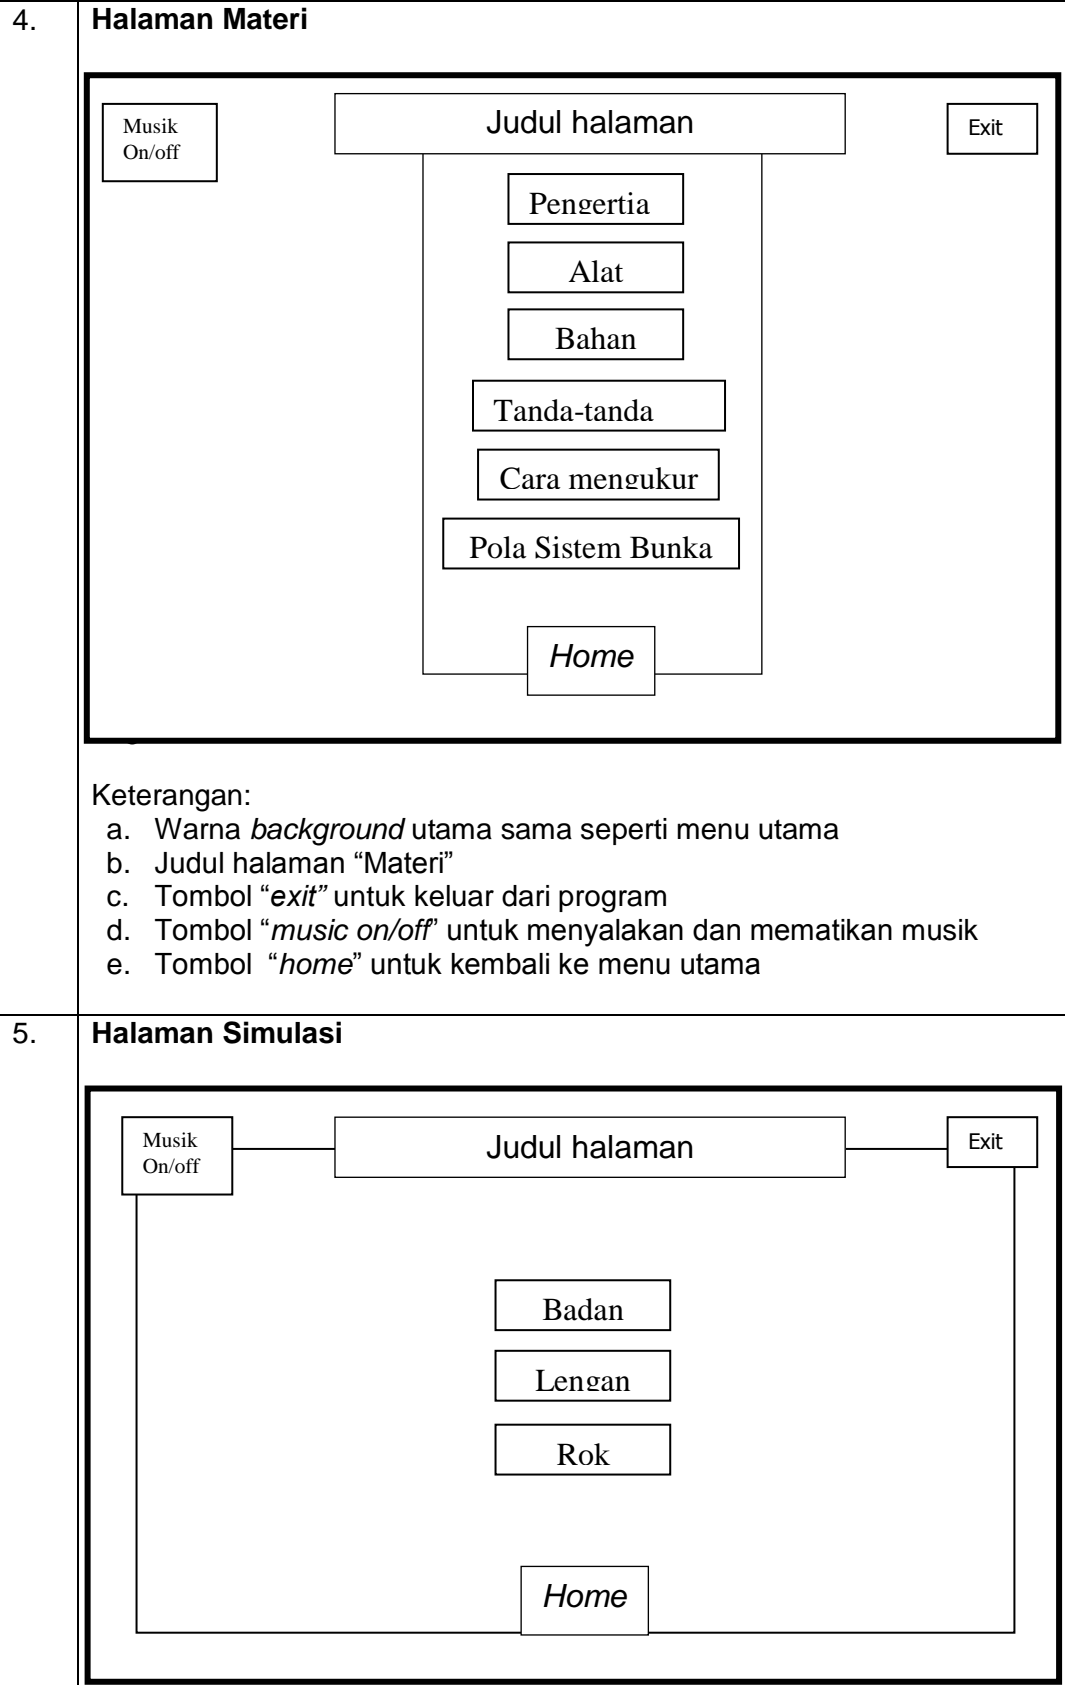 4.
Halaman Materi
Musik
On/off
Judul halaman
Exit
Pengertia
Alat
Bahan
Tanda-tanda
Cara mengukur
Pola Sistem Bunka
Home
Keterangan:
a. Warna background utama sama seperti menu utama
b. Judul halaman “Materi”
c. Tombol “exit” untuk keluar dari program
d. Tombol “music on/off” untuk menyalakan dan mematikan musik
e. Tombol “home” untuk kembali ke menu utama
5.
Halaman Simulasi
Musik
On/off
Judul halaman
Exit
Badan
Lengan
Rok
Home